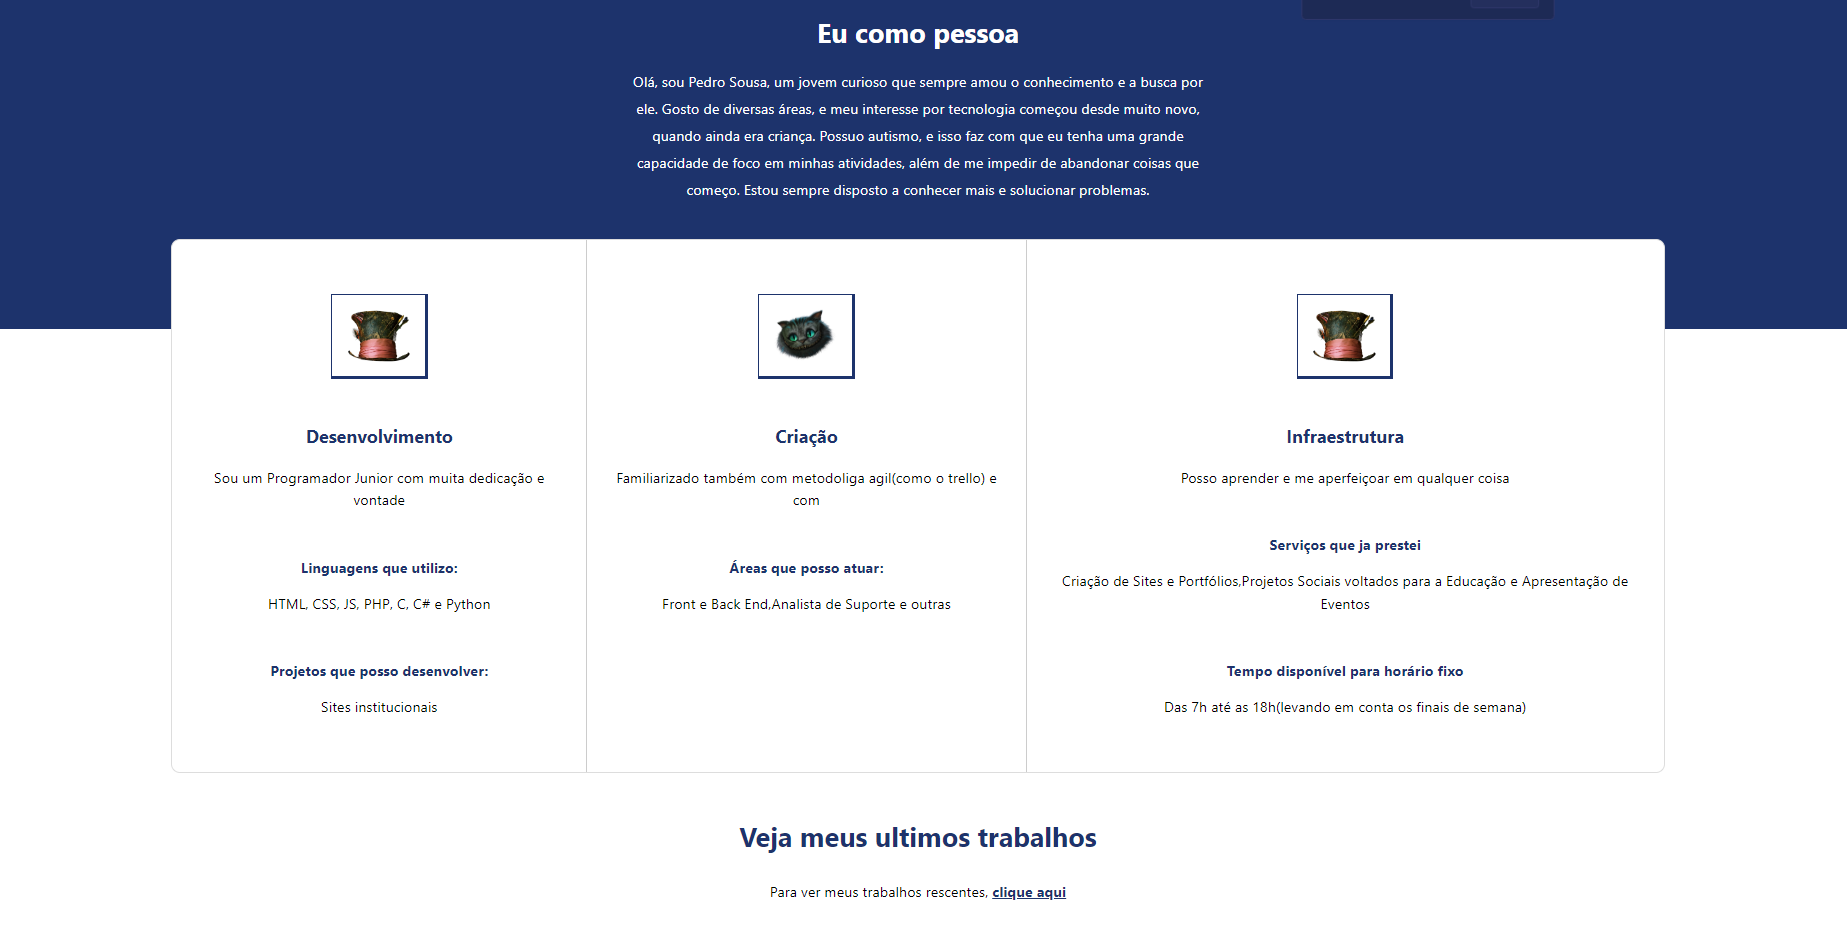 Eu como pessoa
Olá, sou Pedro Sousa, um jovem curioso que sempre amou o conhecimento e a busca por
ele. Gosto de diversas áreas, e meu interesse por tecnologia começou desde muito novo,
quando ainda era criança. Possuo autismo, e isso faz com que eu tenha uma grande
capacidade de foco em minhas atividades, além de me impedir de abandonar coisas que
começo. Estou sempre disposto a conhecer mais e solucionar problemas.
Desenvolvimento
Sou um Programador Junior com muita dedicação e
vontade
Linguagens que utilizo:
HTML, CSS, JS, PHP, C, C# e Python
Projetos que posso desenvolver:
Sites institucionais
Criação
Familiarizado também com metodoliga agil(como o trello) e
com
Áreas que posso atuar:
Front e Back End,Analista de Suporte e outras
Infraestrutura
Posso aprender e me aperfeiçoar em qualquer coisa
Serviços que ja prestei
Criação de Sites e Portfólios,Projetos Sociais voltados para a Educação e Apresentação de
Eventos
Tempo disponível para horário fixo
Das 7h até as 18h(levando em conta os finais de semana)
Veja meus ultimos trabalhos
Para ver meus trabalhos rescentes, clique aqui